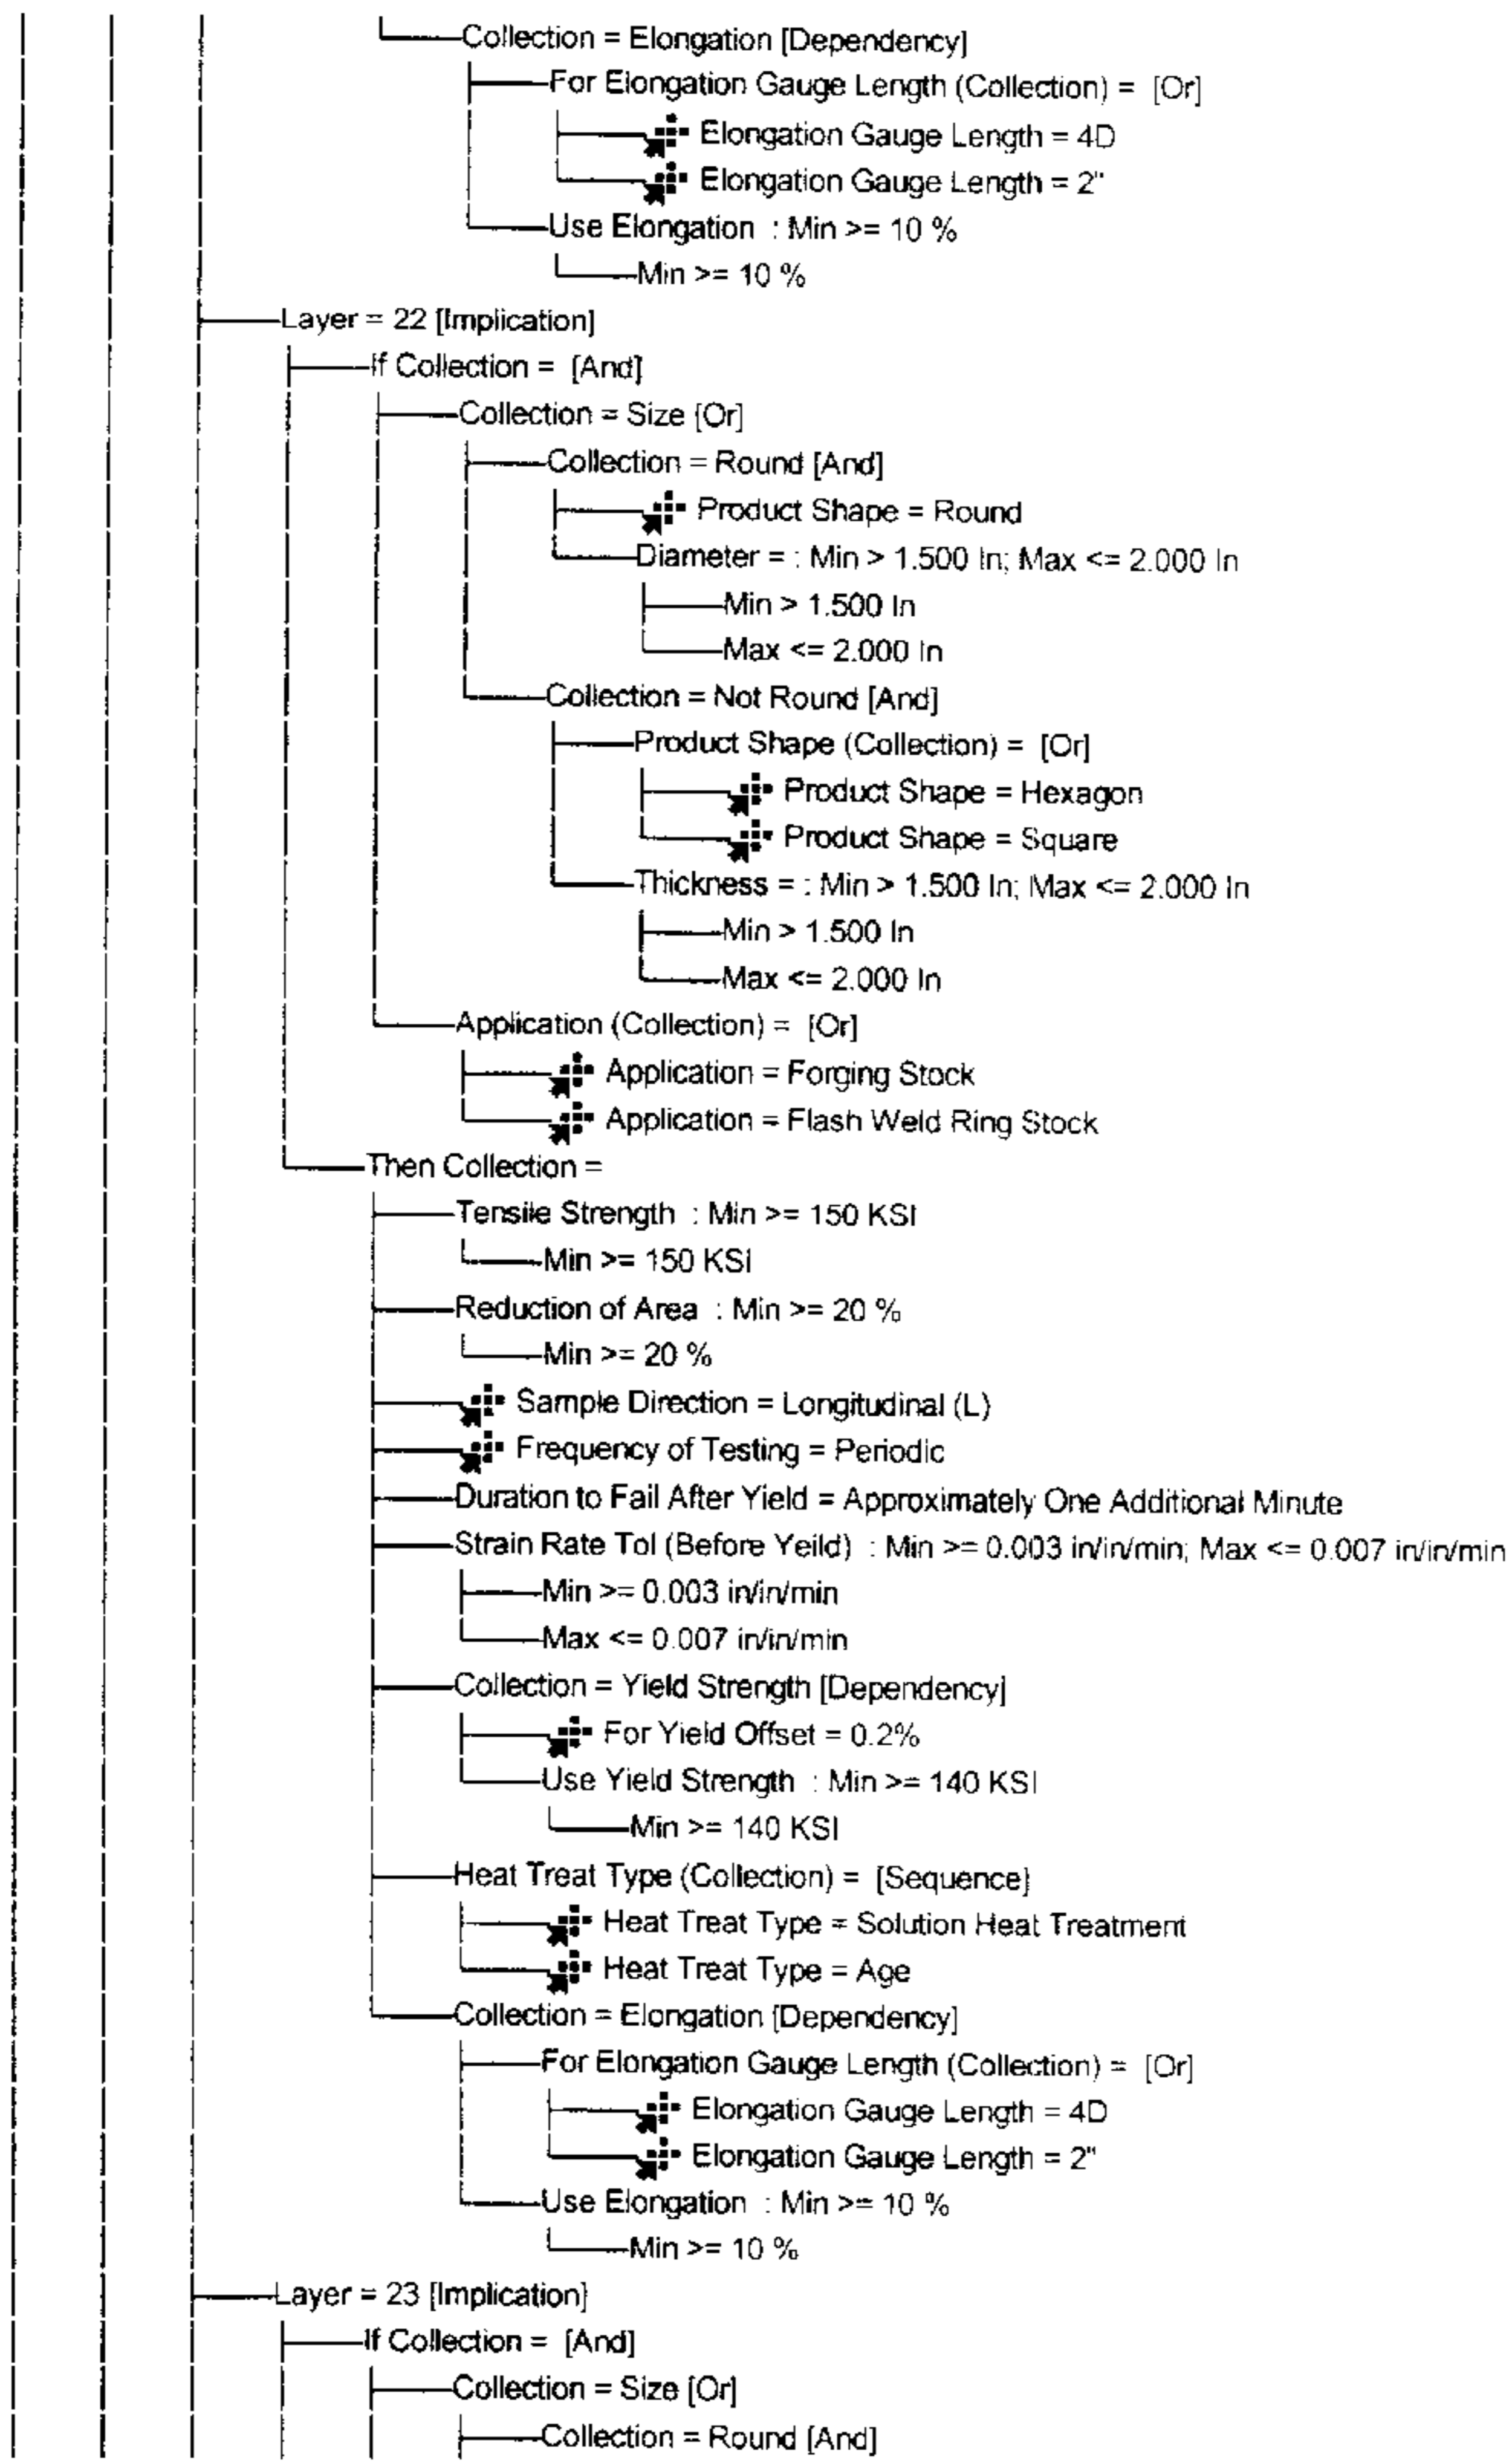 Collection = Elongation [Dependency]
For Elongation Gauge Length (Collection) = [Or]
Elongation Gauge Length = 4D
Elongation Gauge Length = 2"
Use Elongation : Min >= 10 %
Min >= 10 %
Layer = 22 [Implication]
If Collection = [And]
Collection = Size [Or]
Collection = Round [And]
Product Shape = Round
Diameter = : Min > 1.500 In; Max <= 2.000 In
Min > 1.500 In
Max <= 2.000 In
Collection = Not Round [And]
Product Shape (Collection) = [Or]
Product Shape = Hexagon
Product Shape = Square
Thickness = : Min > 1.500 In; Max <= 2.000 In
Min > 1.500 In
Max <= 2.000 In
Application (Collection) = [Or]
Application = Forging Stock
Application = Flash Weld Ring Stock
Then Collection =
Tensile Strength : Min >= 150 KSI
Min >= 150 KSI
Reduction of Area : Min >= 20 %
Min >= 20 %
Sample Direction = Longitudinal (L)
Frequency of Testing = Periodic
Duration to Fail After Yield = Approximately One Additional Minute
Strain Rate Tol (Before Yeild) : Min >= 0.003 in/in/min; Max <= 0.007 in/in/min
Min >= 0.003 in/in/min
Max <= 0.007 in/in/min
Collection = Yield Strength [Dependency]
For Yield Offset = 0.2%
Use Yield Strength : Min >= 140 KSI
Min >= 140 KSI
Heat Treat Type (Collection) = [Sequence]
Heat Treat Type = Solution Heat Treatment
Heat Treat Type = Age
Collection = Elongation [Dependency]
For Elongation Gauge Length (Collection) = [Or]
Elongation Gauge Length = 4D
Elongation Gauge Length = 2"
Use Elongation : Min >= 10 %
Min >= 10 %
Layer = 23 [Implication]
If Collection = [And]
Collection = Size [Or]
Collection = Round [And]